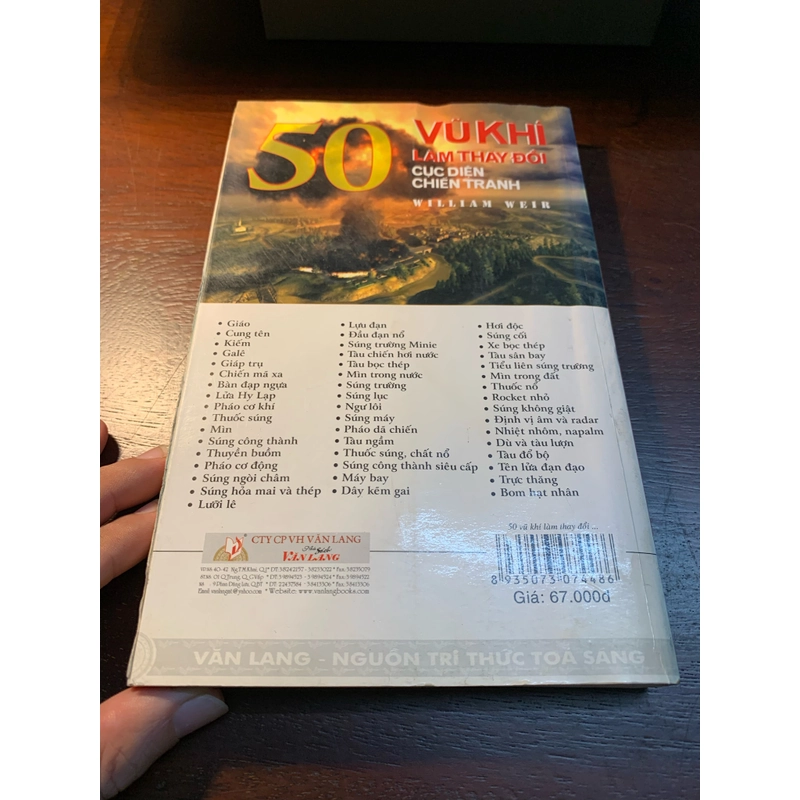 50
VŨ KHÍ
LÀM THAY ĐỔI
CỤC DIỆN
CHIẾN TRANH
WILLIAM WEIR
• Giáo
• Cung tên
• Kiếm
• Galê
• Giáp trụ
• Chiến mã xa
• Bàn đạp ngựa
• Lửa Hy Lạp
• Pháo cơ khí
• Thuốc súng
• Mìn
• Súng công thành
• Thuyền buồm
• Pháo cơ động
• Súng ngòi châm
• Súng hỏa mai và thép
• Lưỡi lê
• Lựu đạn
• Đầu đạn nổ
• Súng trường Minie
• Tàu chiến hơi nước
• Tàu bọc thép
• Mìn trong nước
• Súng trường
• Súng lục
• Ngư lôi
• Súng máy
• Pháo dã chiến
• Tàu ngầm
• Thuốc súng, chất nổ
• Súng công thành siêu cấp
• Máy bay
• Dây kẽm gai
• Hơi độc
• Súng cối
• Xe bọc thép
• Tàu sân bay
• Tiểu liên súng trường
• Mìn trong đất
• Thuốc nổ
• Rocket nhỏ
• Súng không giật
• Định vị âm và radar
• Nhiệt nhôm, napalm
• Dù và tàu lượn
• Tàu đổ bộ
• Tên lửa đạn đạo
• Trực thăng
• Bom hạt nhân
CTY CP VH VĂN LANG
Nhà Sách
VĂN LANG
* Website: www.vanlangbooks.com
50 vũ khí làm thay đổi ...
8 935073 074486
Giá: 67.000đ
VĂN LANG - NGUỒN TRI THỨC TOẢ SÁNG